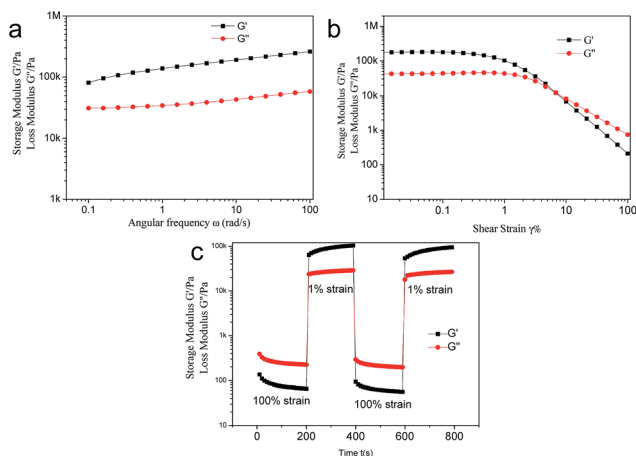 a
G'
G''
Storage Modulus G'/Pa
Loss Modulus G''/Pa
1M
100k
10k
1k
0.1
1
10
100
Angular frequency ω (rad/s)
b
G'
G''
Storage Modulus G'/Pa
Loss Modulus G''/Pa
1M
100k
10k
1k
100
10
0.1
1
10
100
Shear Strain γ%
c
Storage Modulus G'/Pa
Loss Modulus G''/Pa
100k
10k
1k
100
10
1% strain
1% strain
G'
G''
100% strain
100% strain
0
200
400
600
800
Time t(s)